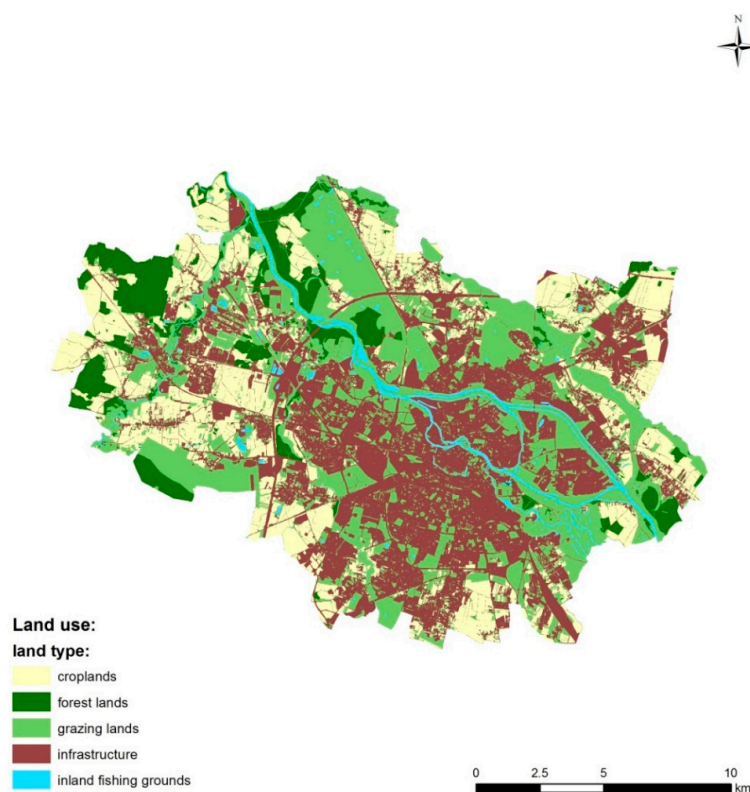 N
Land use:
land type:
croplands
forest lands
grazing lands
infrastructure
inland fishing grounds
0 2.5 5 10
km